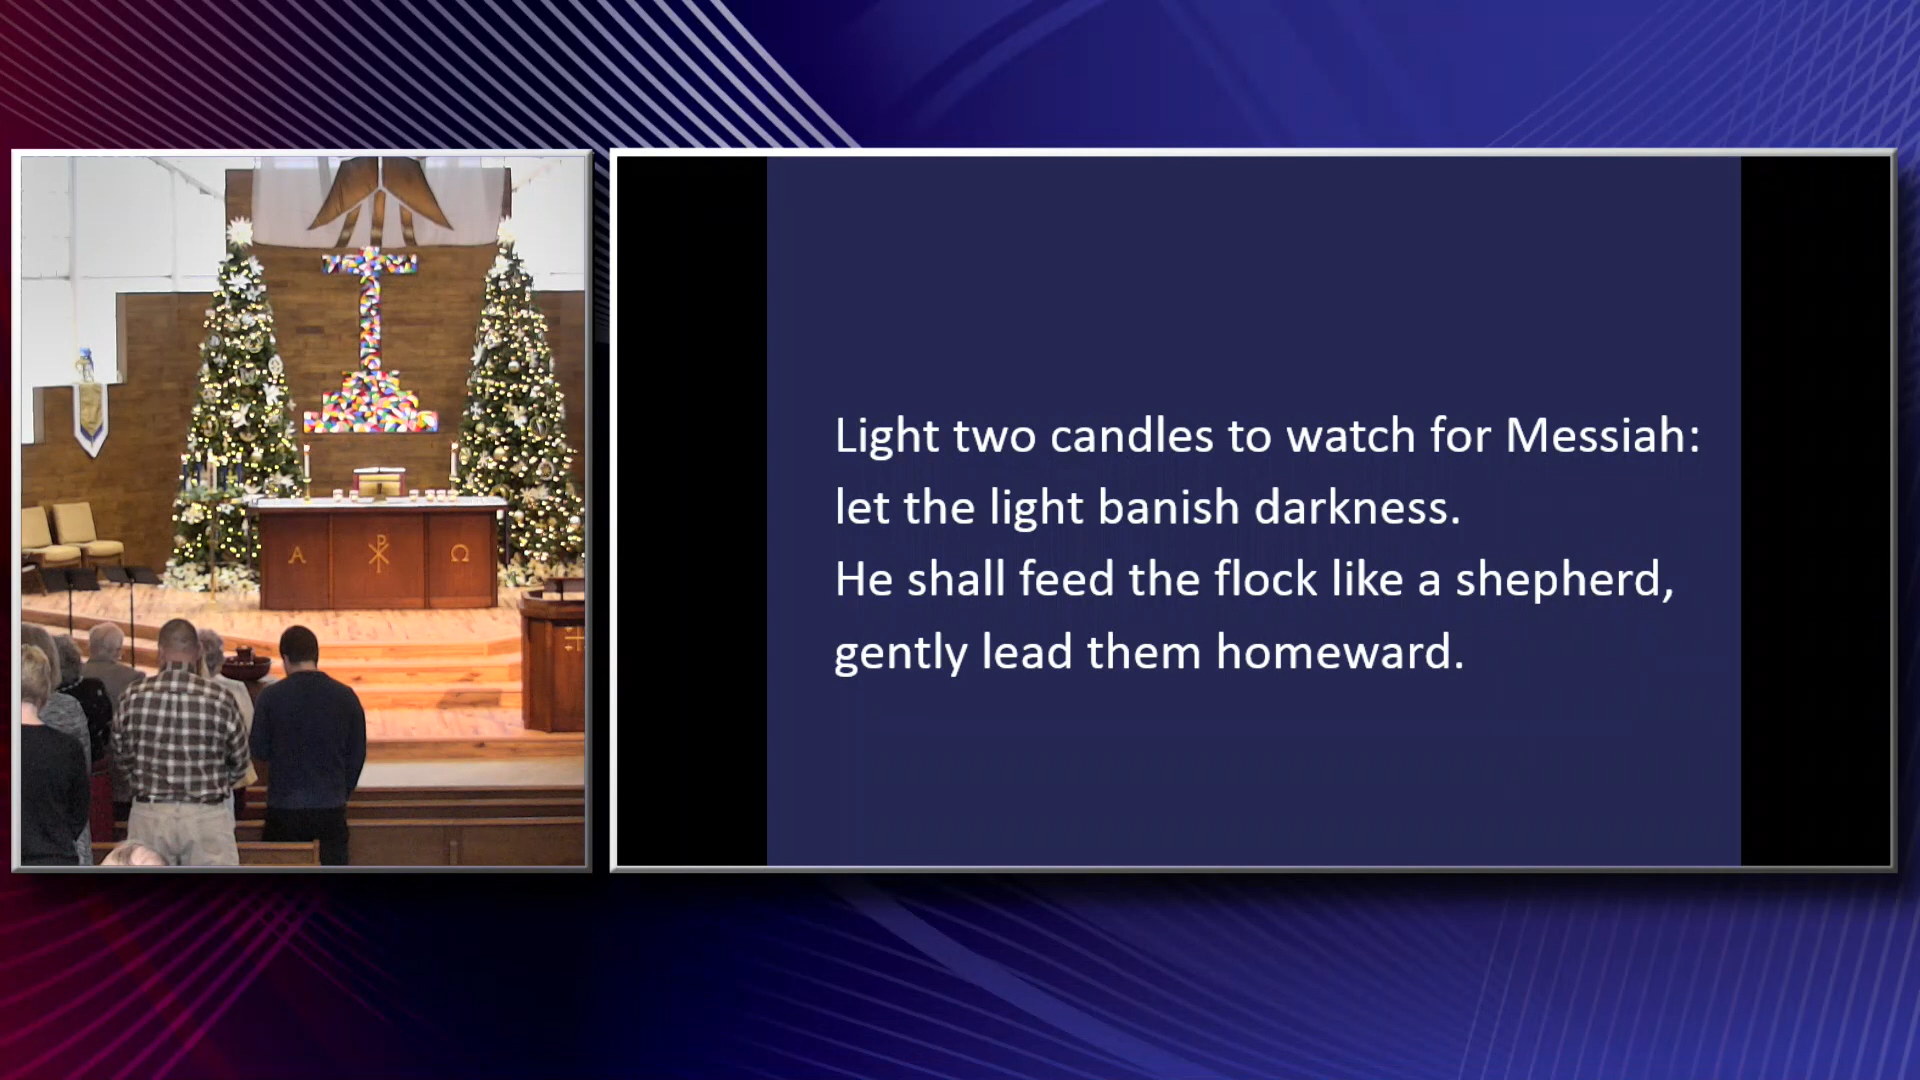 Α ☧ Ω
Light two candles to watch for Messiah:
let the light banish darkness.
He shall feed the flock like a shepherd,
gently lead them homeward.